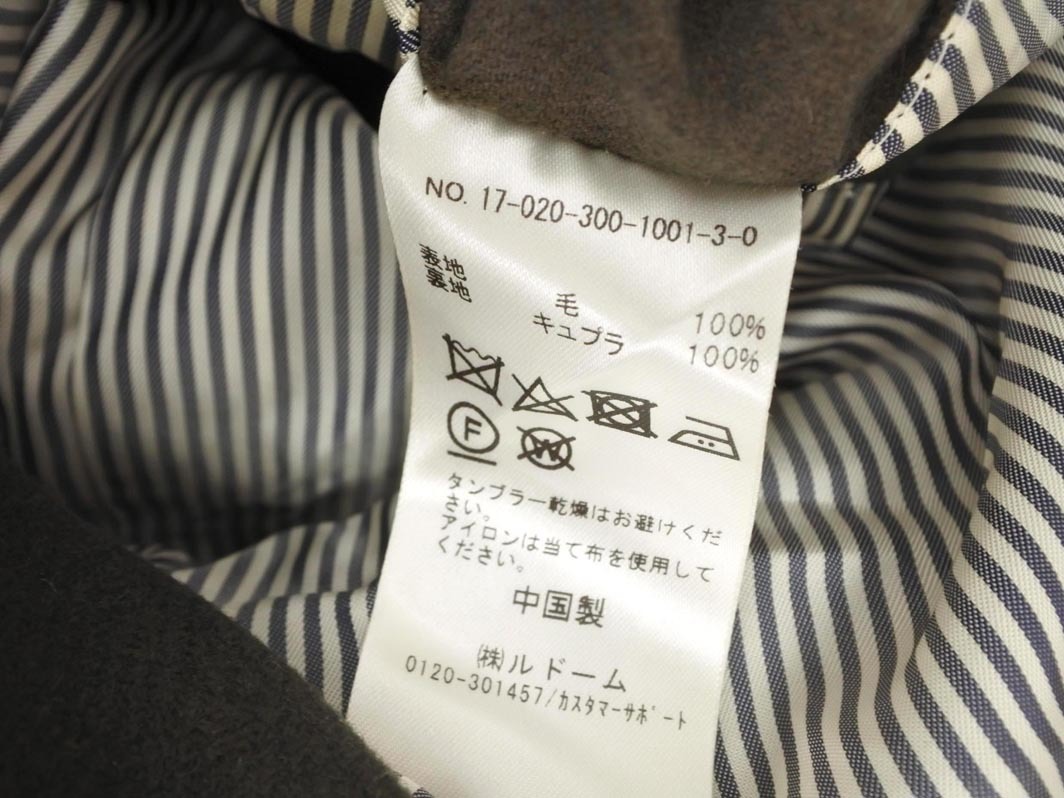 NO. 17-020-300-1001-3-0
表地 毛 100%
裏地 キュプラ 100%
F W
タンブラー乾燥はお避けくだ
さい。
アイロンは当て布を使用して
ください。
中国製
㈱ルドーム
0120-301457/ｶｽﾀﾏｰｻﾎﾟｰﾄ